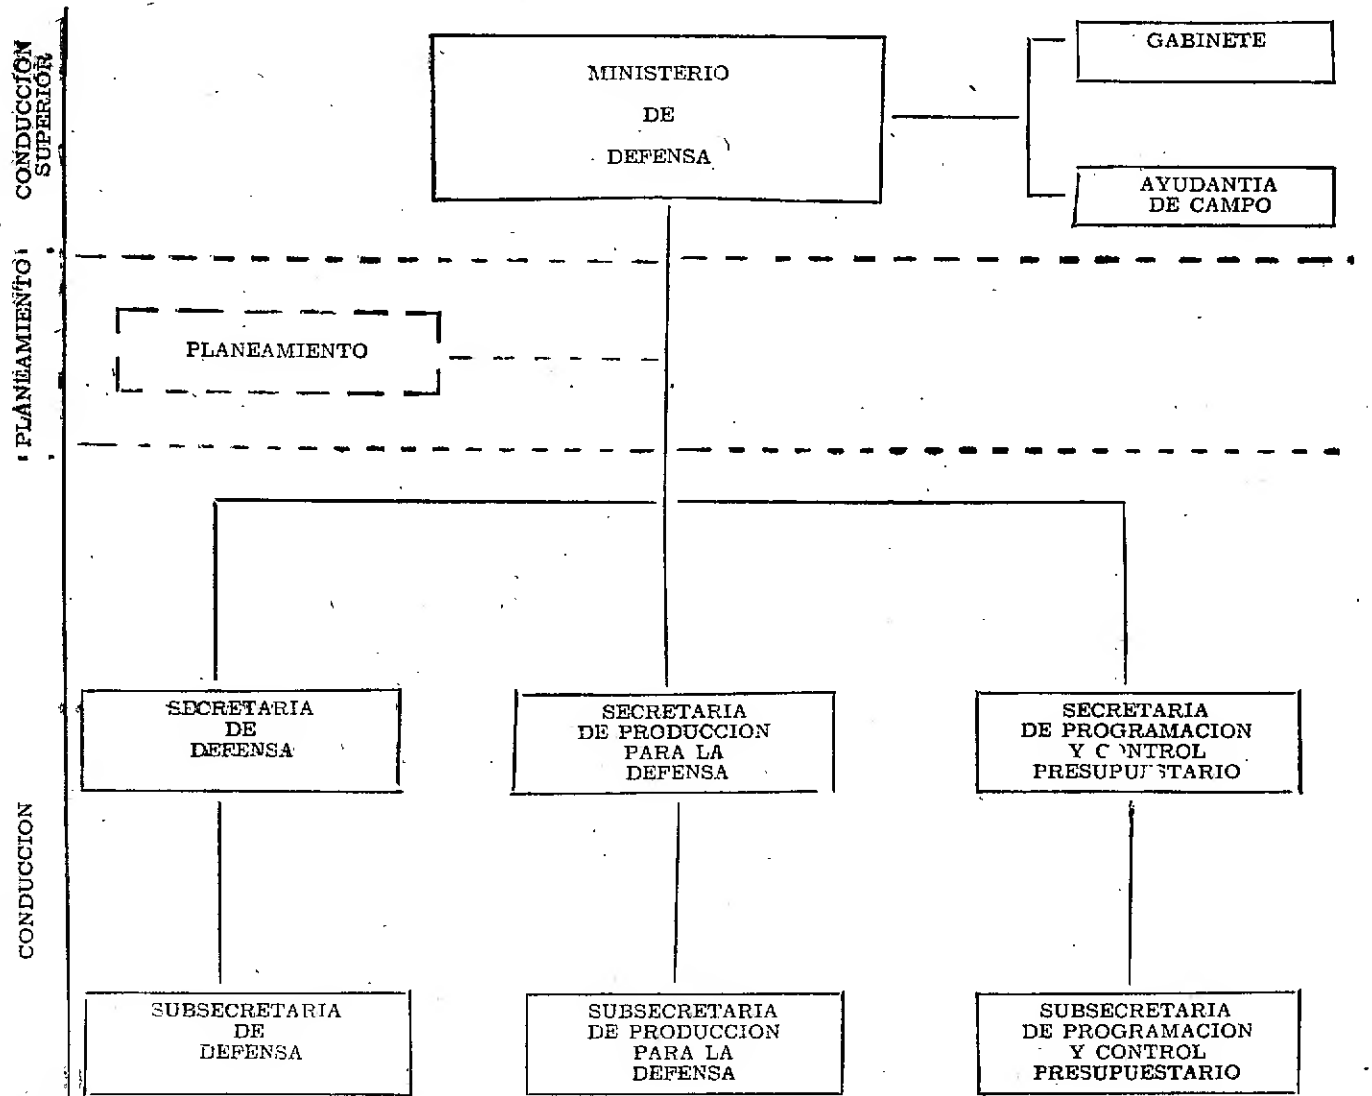 CONDUCCIÓN
SUPERIOR
MINISTERIO
DE
DEFENSA
GABINETE
AYUDANTIA
DE CAMPO
PLANEAMIENTO
PLANEAMIENTO
CONDUCCION
SECRETARIA
DE
DEFENSA
SECRETARIA
DE PRODUCCION
PARA LA
DEFENSA
SECRETARIA
DE PROGRAMACION
Y CONTROL
PRESUPUESTARIO
SUBSECRETARIA
DE
DEFENSA
SUBSECRETARIA
DE PRODUCCION
PARA LA
DEFENSA
SUBSECRETARIA
DE PROGRAMACION
Y CONTROL
PRESUPUESTARIO